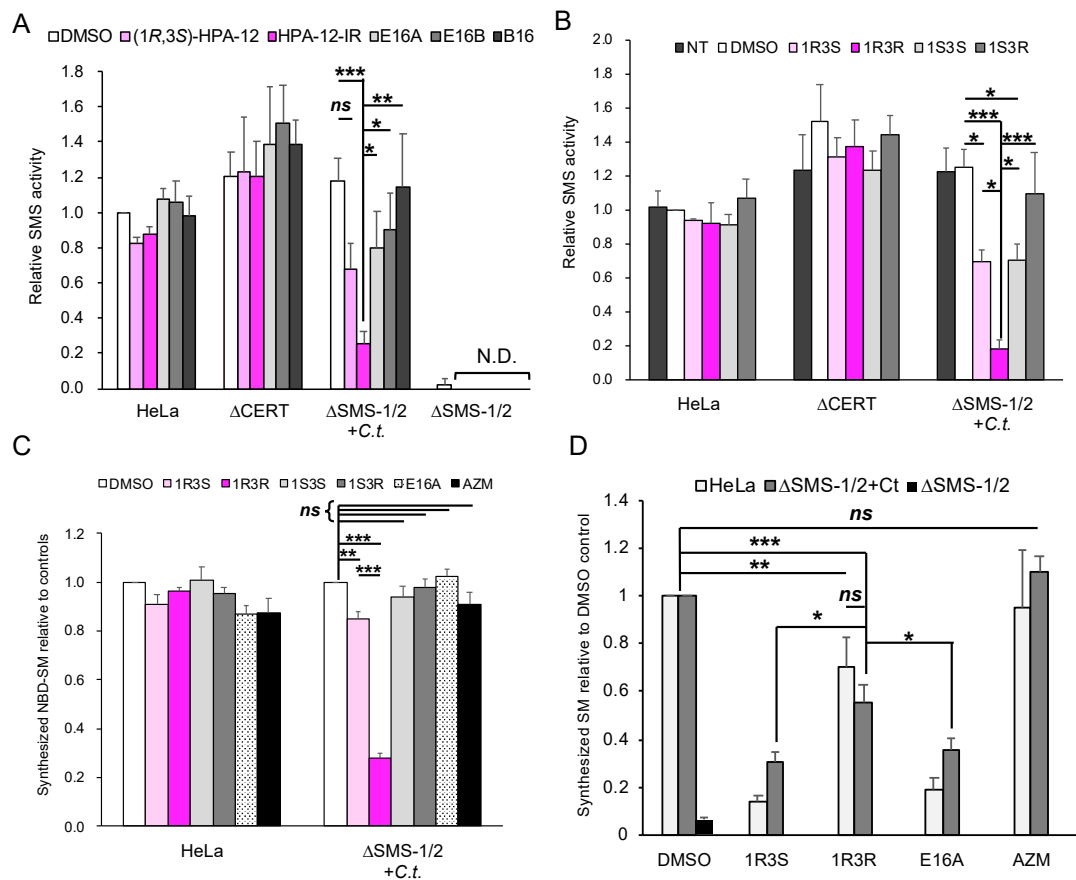 A
DMSO (1R,3S)-HPA-12 HPA-12-IR E16A E16B B16
Relative SMS activity
1.8
1.6
1.4
1.2
1.0
0.8
0.6
0.4
0.2
0.0
***
ns
**
*
*
N.D.
HeLa ΔCERT ΔSMS-1/2 ΔSMS-1/2
+C.t.
B
NT DMSO 1R3S 1R3R 1S3S 1S3R
Relative SMS activity
2.0
1.8
1.6
1.4
1.2
1.0
0.8
0.6
0.4
0.2
0.0
*
***
* ***
*
*
HeLa ΔCERT ΔSMS-1/2
+C.t.
C
DMSO 1R3S 1R3R 1S3S 1S3R E16A AZM
Synthesized NBD-SM relative to controls
1.2
1.0
0.8
0.6
0.4
0.2
0.0
ns {
***
**
***
HeLa ΔSMS-1/2
+C.t.
D
HeLa ΔSMS-1/2+Ct ΔSMS-1/2
Synthesized SM relative to DMSO control
1.4
1.2
1
0.8
0.6
0.4
0.2
0
ns
***
**
ns
*
*
DMSO 1R3S 1R3R E16A AZM